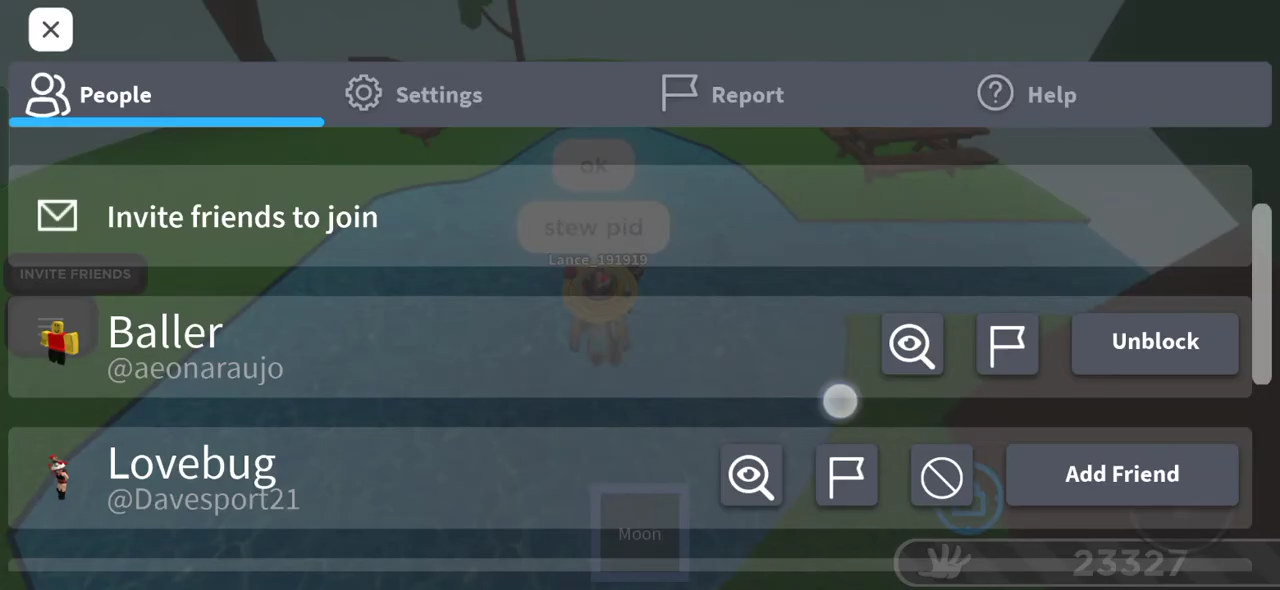 People
Settings
Report
Help
ok
Invite friends to join
stew pid
Lance_191919
INVITE FRIENDS
Baller
@aeonaraujo
Unblock
Lovebug
@Davesport21
Add Friend
Moon
23327